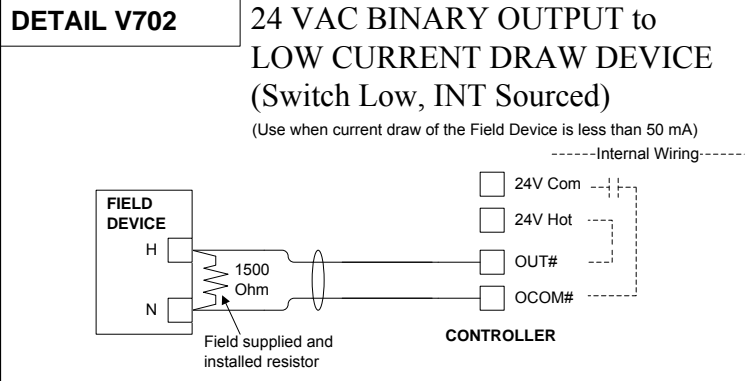 DETAIL V702
24 VAC BINARY OUTPUT to
LOW CURRENT DRAW DEVICE
(Switch Low, INT Sourced)
(Use when current draw of the Field Device is less than 50 mA)
------Internal Wiring------
24V Com
FIELD
DEVICE
24V Hot
H
1500
Ohm
OUT#
N
OCOM#
CONTROLLER
Field supplied and
installed resistor